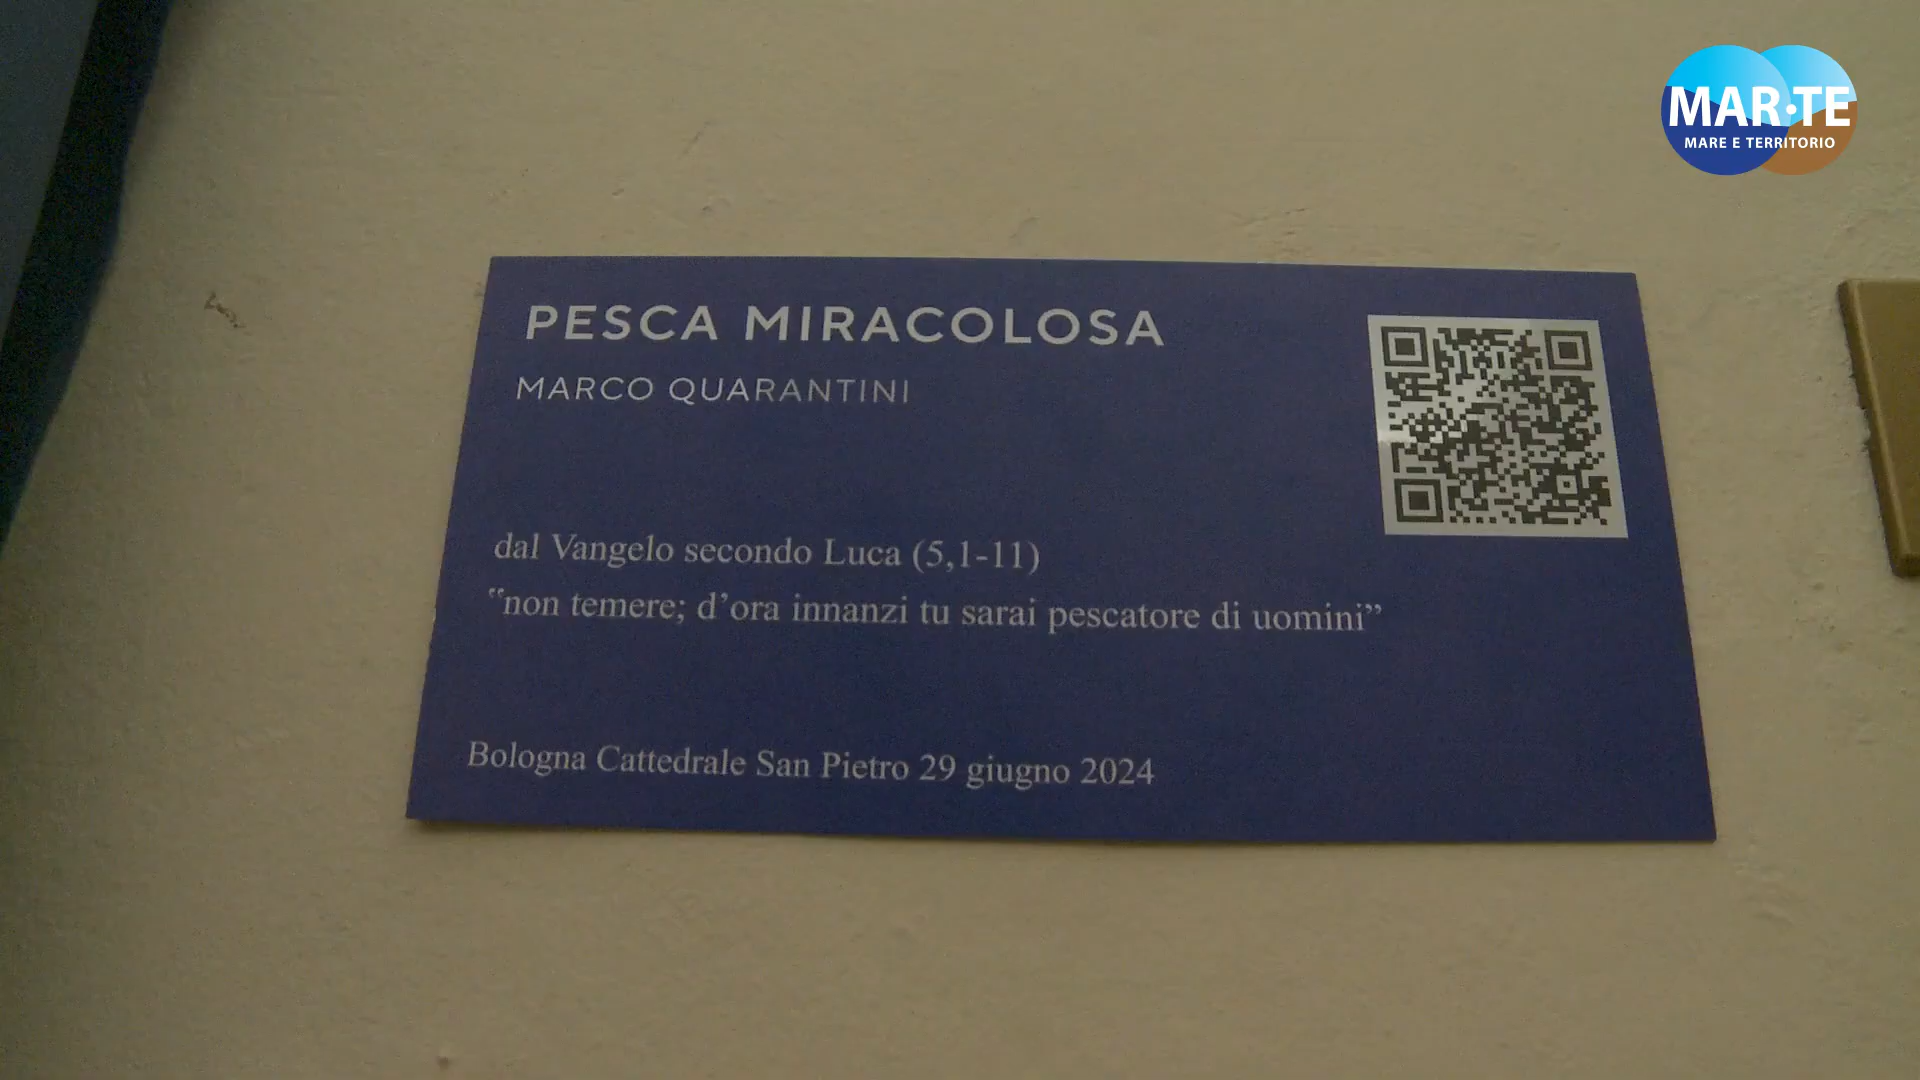 MAR•TE
MARE E TERRITORIO
PESCA MIRACOLOSA
MARCO QUARANTINI
dal Vangelo secondo Luca (5,1-11)
“non temere; d’ora innanzi tu sarai pescatore di uomini”
Bologna Cattedrale San Pietro 29 giugno 2024